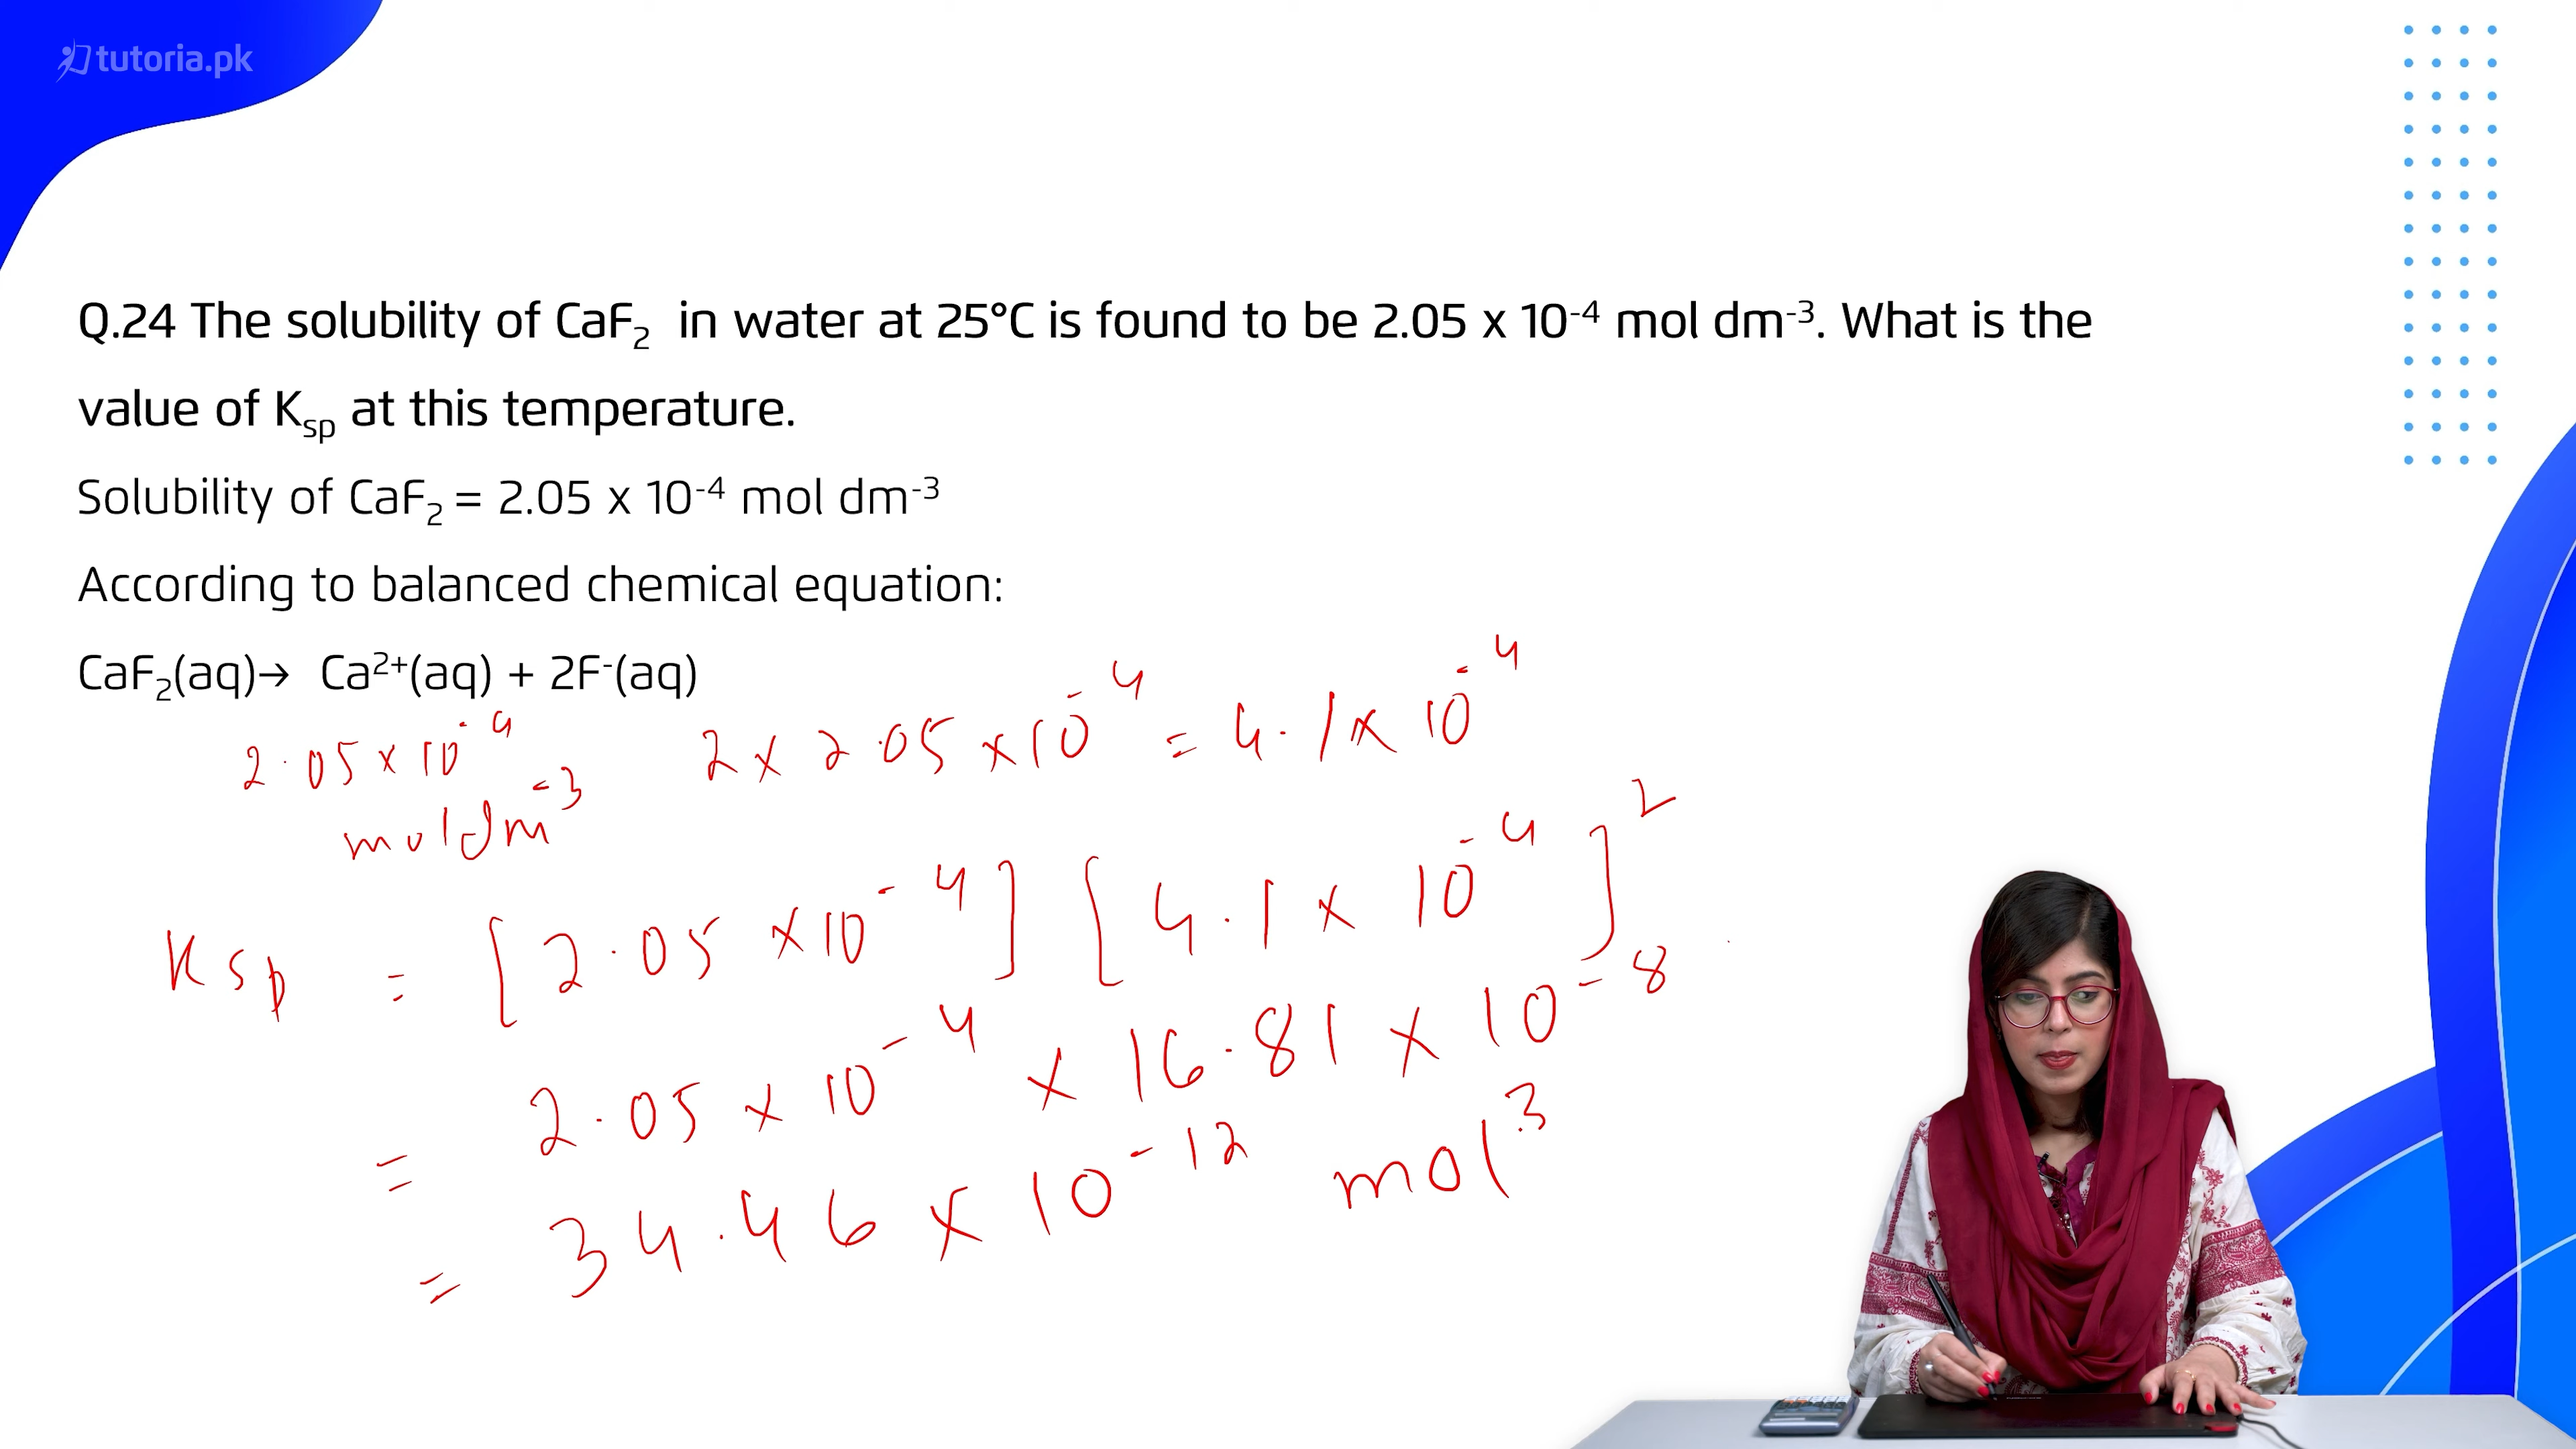 tutoria.pk
Q.24 The solubility of CaF₂ in water at 25°C is found to be 2.05 x 10⁻⁴ mol dm⁻³. What is the
value of Kₛₚ at this temperature.
Solubility of CaF₂ = 2.05 x 10⁻⁴ mol dm⁻³
According to balanced chemical equation:
CaF₂(aq)→ Ca²⁺(aq) + 2F⁻(aq)
2.05 x 10⁻⁴ 2 x 2.05 x 10⁻⁴ = 4.1 x 10⁻⁴
mol dm⁻³
Ksp = [2.05 x 10⁻⁴] [4.1 x 10⁻⁴]²
= 2.05 x 10⁻⁴ x 16.81 x 10⁻⁸
= 34.46 x 10⁻¹² mol³